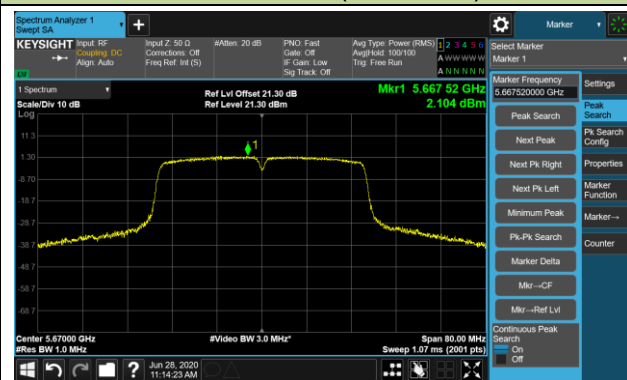 Spectrum Analyzer 1
Swept SA
+
Marker
KEYSIGHT
Input: RF
Coupling: DC
Align: Auto
Input Z: 50 Ω
Corrections: Off
Freq Ref: Int (S)
#Atten: 20 dB
PNO: Fast
Gate: Off
IF Gain: Low
Sig Track: Off
Avg Type: Power (RMS)
Avg|Hold: 100/100
Trig: Free Run
1 2 3 4 5 6
A W W W W W
A N N N N N
Select Marker
Marker 1
1 Spectrum
Scale/Div 10 dB
Log
Ref Lvl Offset 21.30 dB
Ref Level 21.30 dBm
Mkr1 5.667 52 GHz
2.104 dBm
11.3
1.30
-8.70
-18.7
-28.7
-38.7
-48.7
-58.7
-68.7
1
Center 5.67000 GHz
#Res BW 1.0 MHz
#Video BW 3.0 MHz*
Span 80.00 MHz
Sweep 1.07 ms (2001 pts)
Marker Frequency
5.667520000 GHz
Peak Search
Next Peak
Next Pk Right
Next Pk Left
Minimum Peak
Pk-Pk Search
Marker Delta
Mkr→CF
Mkr→Ref Lvl
Continuous Peak
Search
On
Off
Settings
Peak
Search
Pk Search
Config
Properties
Marker
Function
Marker→
Counter
?
Jun 28, 2020
11:14:23 AM